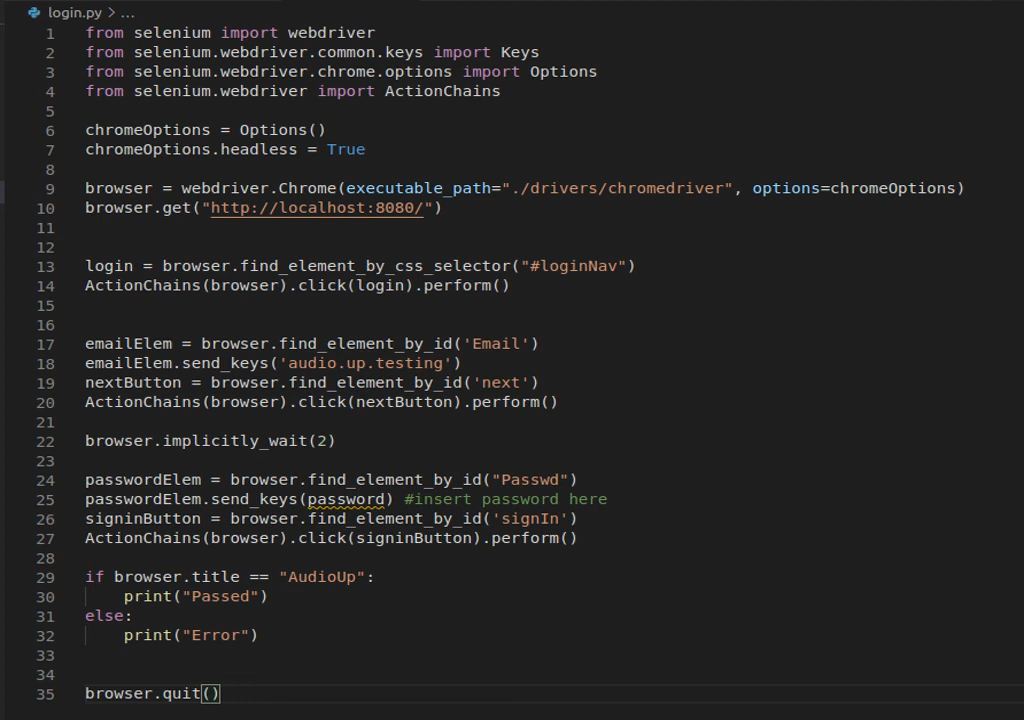 login.py > ...
1 from selenium import webdriver
2 from selenium.webdriver.common.keys import Keys
3 from selenium.webdriver.chrome.options import Options
4 from selenium.webdriver import ActionChains
5
6 chromeOptions = Options()
7 chromeOptions.headless = True
8
9 browser = webdriver.Chrome(executable_path="./drivers/chromedriver", options=chromeOptions)
10 browser.get("http://localhost:8080/")
11
12
13 login = browser.find_element_by_css_selector("#loginNav")
14 ActionChains(browser).click(login).perform()
15
16
17 emailElem = browser.find_element_by_id('Email')
18 emailElem.send_keys('audio.up.testing')
19 nextButton = browser.find_element_by_id('next')
20 ActionChains(browser).click(nextButton).perform()
21
22 browser.implicitly_wait(2)
23
24 passwordElem = browser.find_element_by_id("Passwd")
25 passwordElem.send_keys(password) #insert password here
26 signinButton = browser.find_element_by_id('signIn')
27 ActionChains(browser).click(signinButton).perform()
28
29 if browser.title == "AudioUp":
30     print("Passed")
31 else:
32     print("Error")
33
34
35 browser.quit()